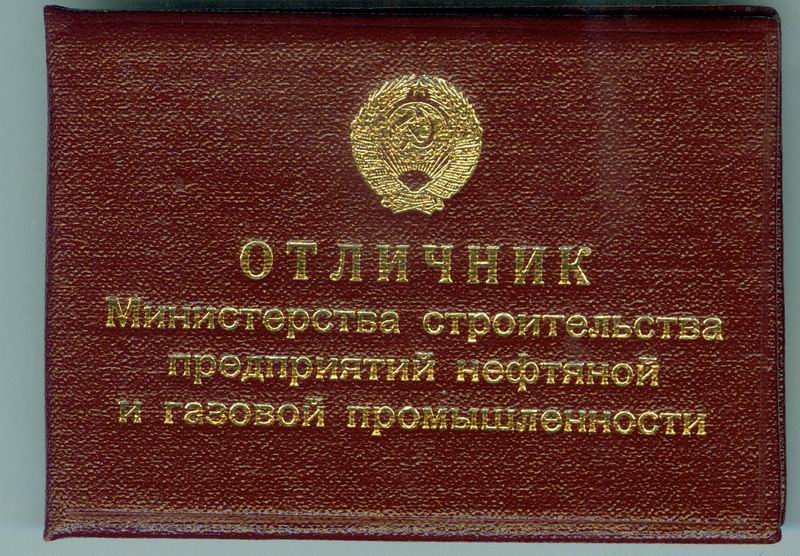 ОТЛИЧНИК
Министерства строительства
предприятий нефтяной
и газовой промышленности